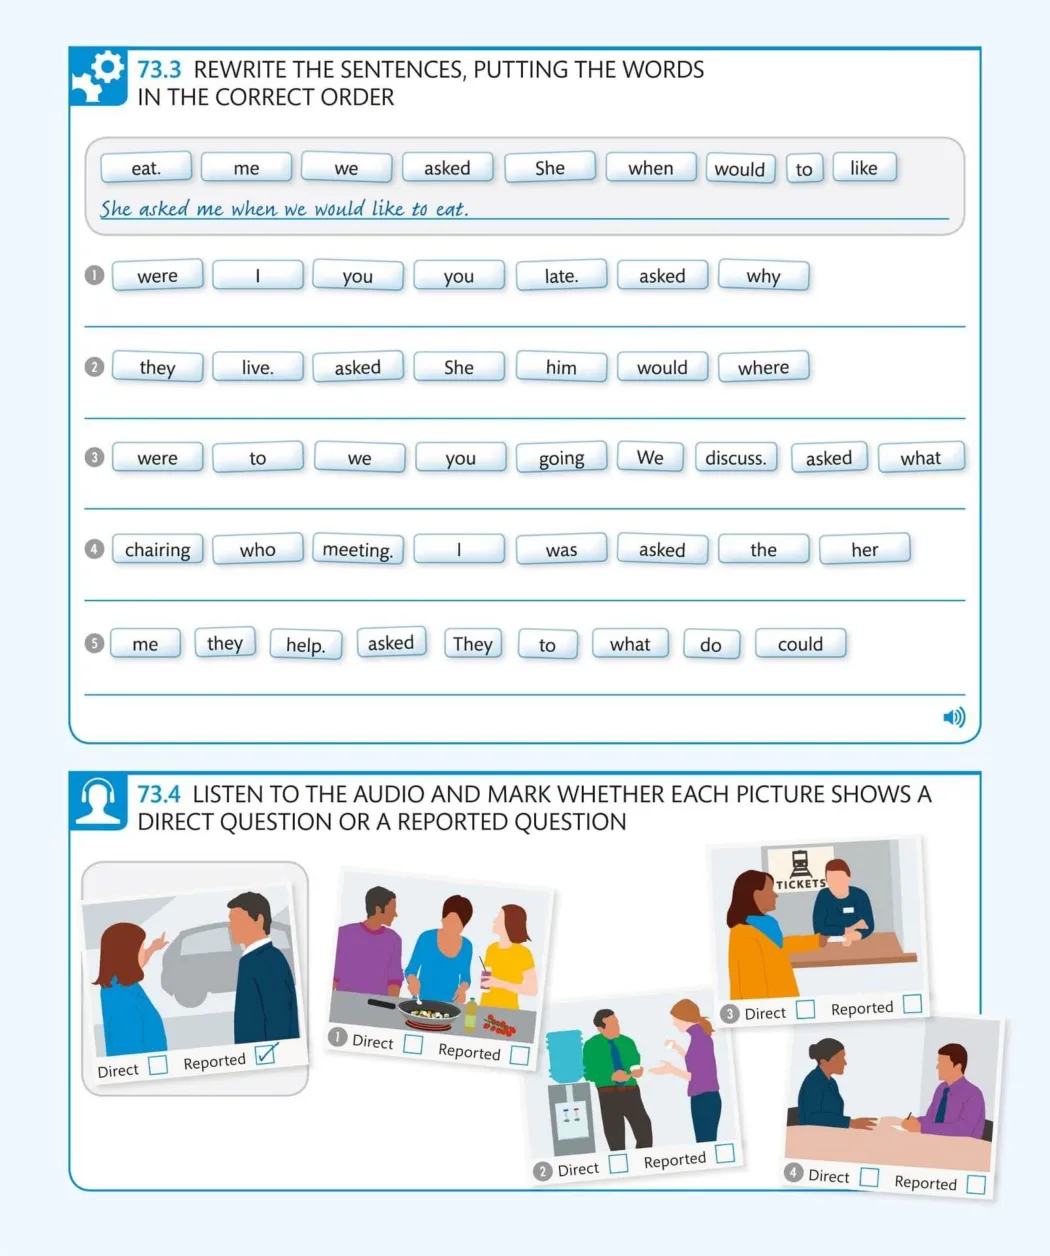 73.3 REWRITE THE SENTENCES, PUTTING THE WORDS
IN THE CORRECT ORDER
eat. me we asked She when would to like
She asked me when we would like to eat.
1 were I you you late. asked why
2 they live. asked She him would where
3 were to we you going We discuss. asked what
4 chairing who meeting. I was asked the her
5 me they help. asked They to what do could
73.4 LISTEN TO THE AUDIO AND MARK WHETHER EACH PICTURE SHOWS A
DIRECT QUESTION OR A REPORTED QUESTION
Direct Reported
1 Direct Reported
2 Direct Reported
TICKETS
3 Direct Reported
4 Direct Reported